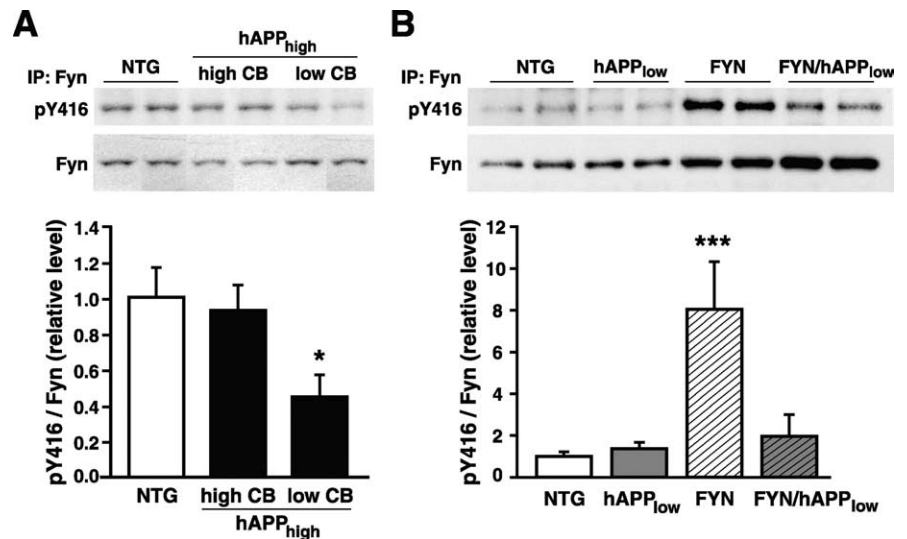 A
hAPPhigh
NTG high CB low CB
IP: Fyn
pY416
Fyn
pY416 / Fyn (relative level)
1.4
1.2
1.0
0.8
0.6
0.4
0.2
0.0
*
NTG high CB low CB
hAPPhigh
B
NTG hAPPlow FYN FYN/hAPPlow
IP: Fyn
pY416
Fyn
pY416 / Fyn (relative level)
12
10
8
6
4
2
0
***
NTG hAPPlow FYN FYN/hAPPlow